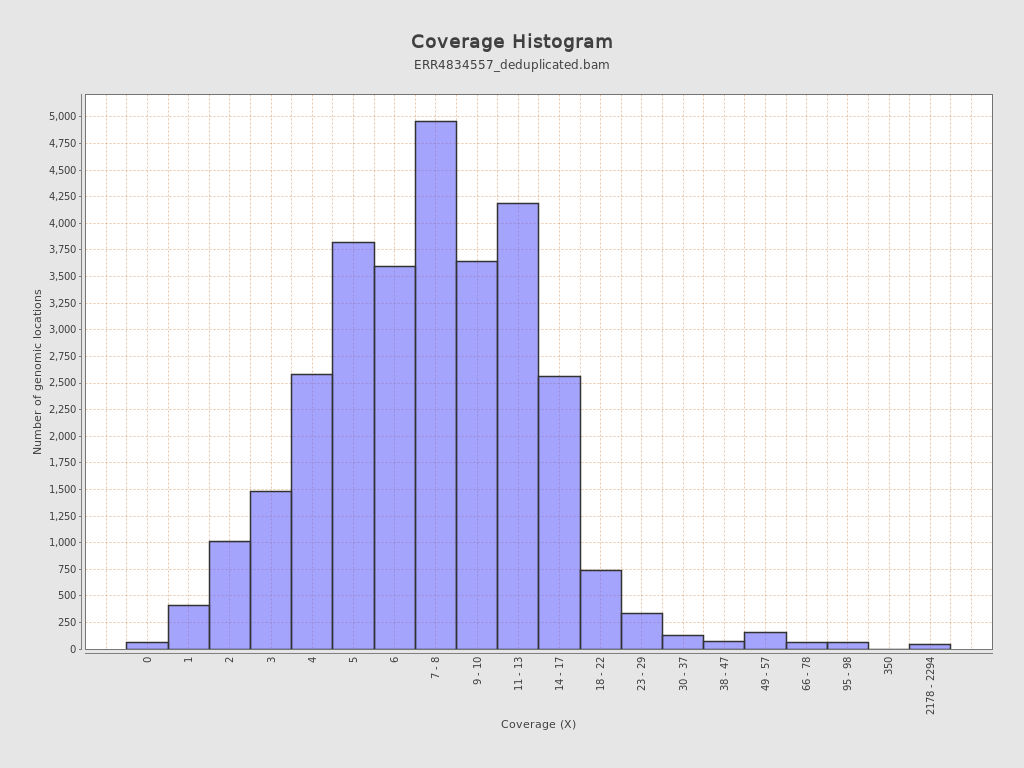 Coverage Histogram
ERR4834557_deduplicated.bam
Number of genomic locations
5,000
4,750
4,500
4,250
4,000
3,750
3,500
3,250
3,000
2,750
2,500
2,250
2,000
1,750
1,500
1,250
1,000
750
500
250
0
0
1
2
3
4
5
6
7 - 8
9 - 10
11 - 13
14 - 17
18 - 22
23 - 29
30 - 37
38 - 47
49 - 57
66 - 78
95 - 98
350
2178 - 2294
Coverage (X)